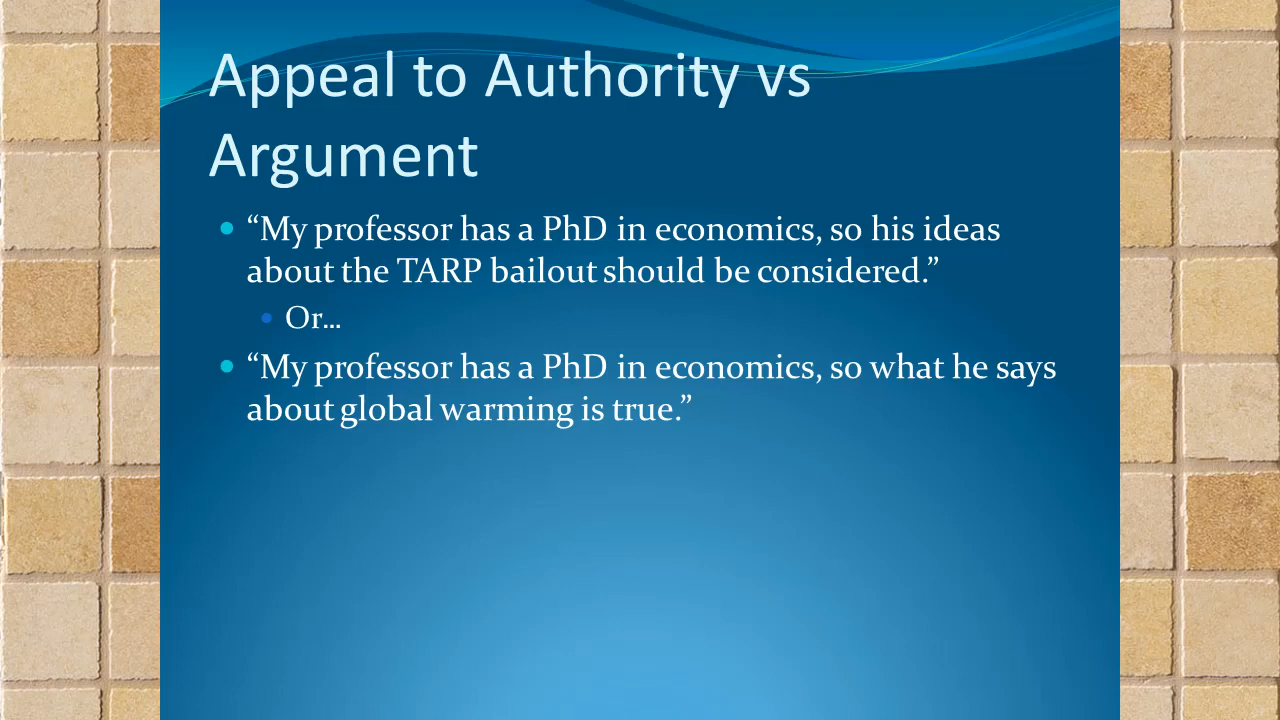 Appeal to Authority vs
Argument
“My professor has a PhD in economics, so his ideas
about the TARP bailout should be considered.”
Or…
“My professor has a PhD in economics, so what he says
about global warming is true.”